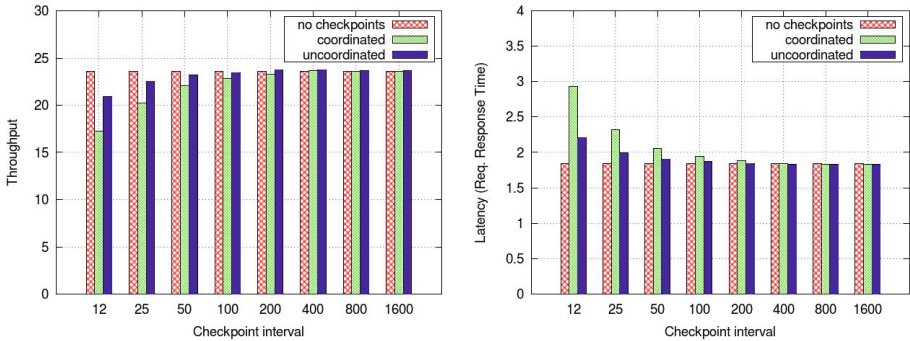 30
25
20
15
10
5
0
Throughput
no checkpoints
coordinated
uncoordinated
12 25 50 100 200 400 800 1600
Checkpoint interval
4
3.5
3
2.5
2
1.5
1
0.5
0
Latency (Req. Response Time)
no checkpoints
coordinated
uncoordinated
12 25 50 100 200 400 800 1600
Checkpoint interval